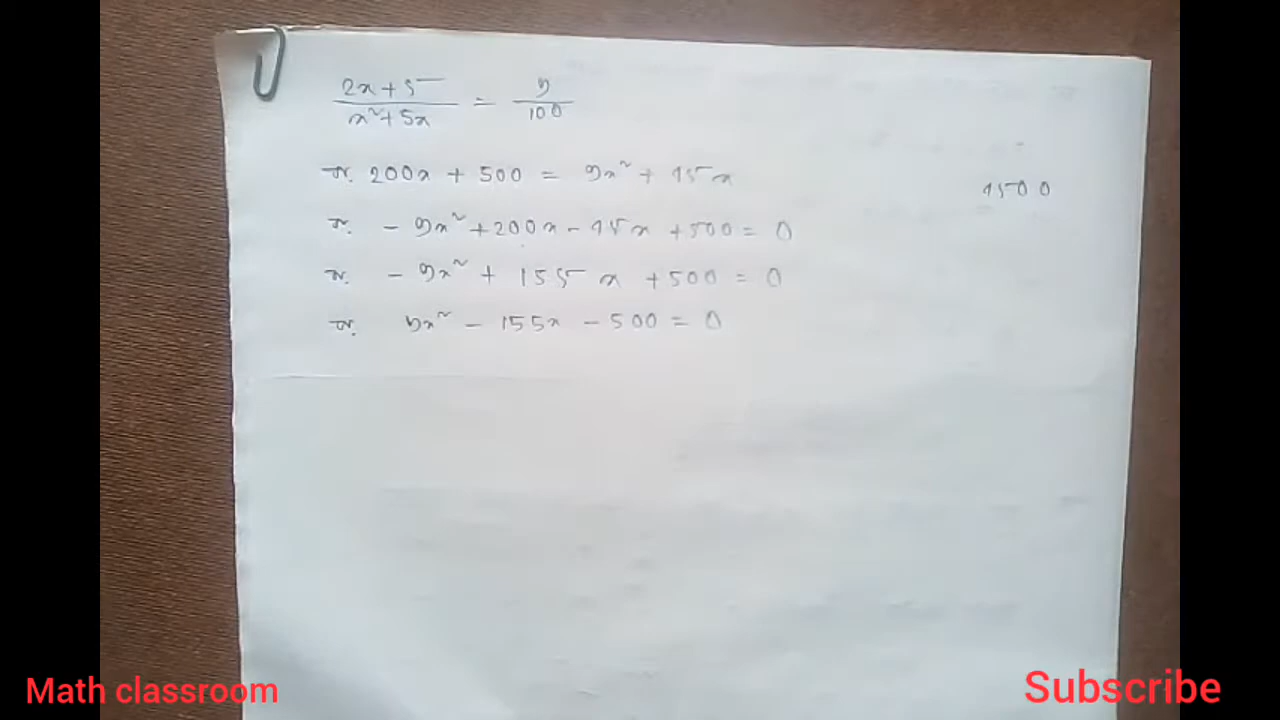 2x+5 / x²+5x = 9 / 100
বা, 200x + 500 = 9x² + 45x
4500
বা, - 9x² + 200x - 45x + 500 = 0
বা, - 9x² + 155x + 500 = 0
বা, 9x² - 155x - 500 = 0
Math classroom
Subscribe